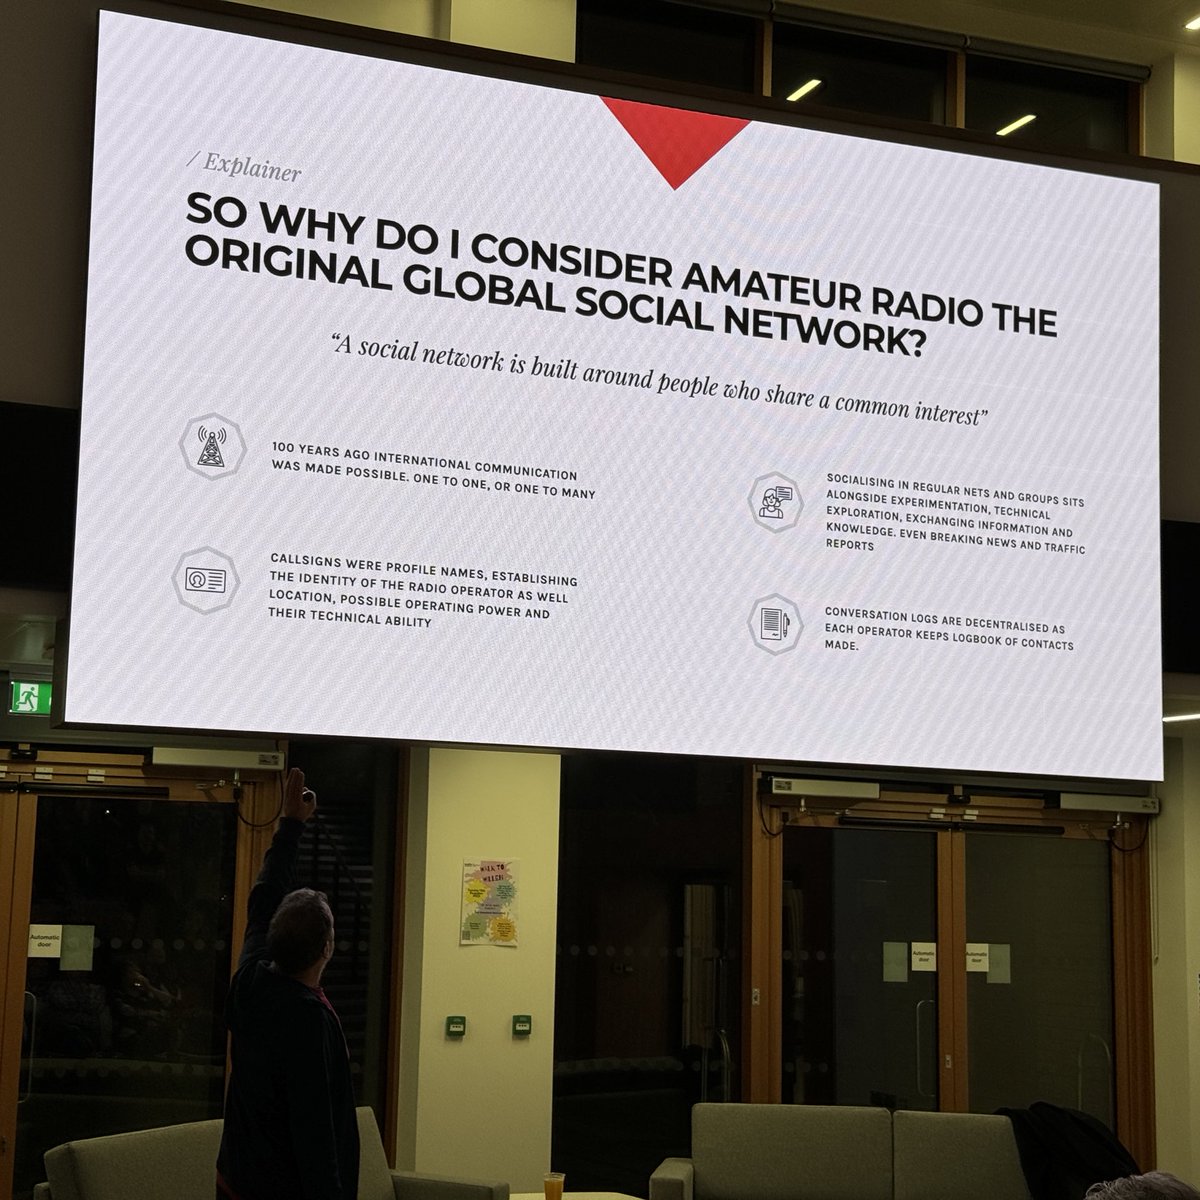 / Explainer
SO WHY DO I CONSIDER AMATEUR RADIO THE
ORIGINAL GLOBAL SOCIAL NETWORK?
“A social network is built around people who share a common interest”
100 YEARS AGO INTERNATIONAL COMMUNICATION
WAS MADE POSSIBLE. ONE TO ONE, OR ONE TO MANY
CALLSIGNS WERE PROFILE NAMES, ESTABLISHING
THE IDENTITY OF THE RADIO OPERATOR AS WELL
LOCATION, POSSIBLE OPERATING POWER AND
THEIR TECHNICAL ABILITY
SOCIALISING IN REGULAR NETS AND GROUPS SITS
ALONGSIDE EXPERIMENTATION, TECHNICAL
EXPLORATION, EXCHANGING INFORMATION AND
KNOWLEDGE. EVEN BREAKING NEWS AND TRAFFIC
REPORTS
CONVERSATION LOGS ARE DECENTRALISED AS
EACH OPERATOR KEEPS LOGBOOK OF CONTACTS
MADE.
Automatic
door
Automatic
door
Automatic
door